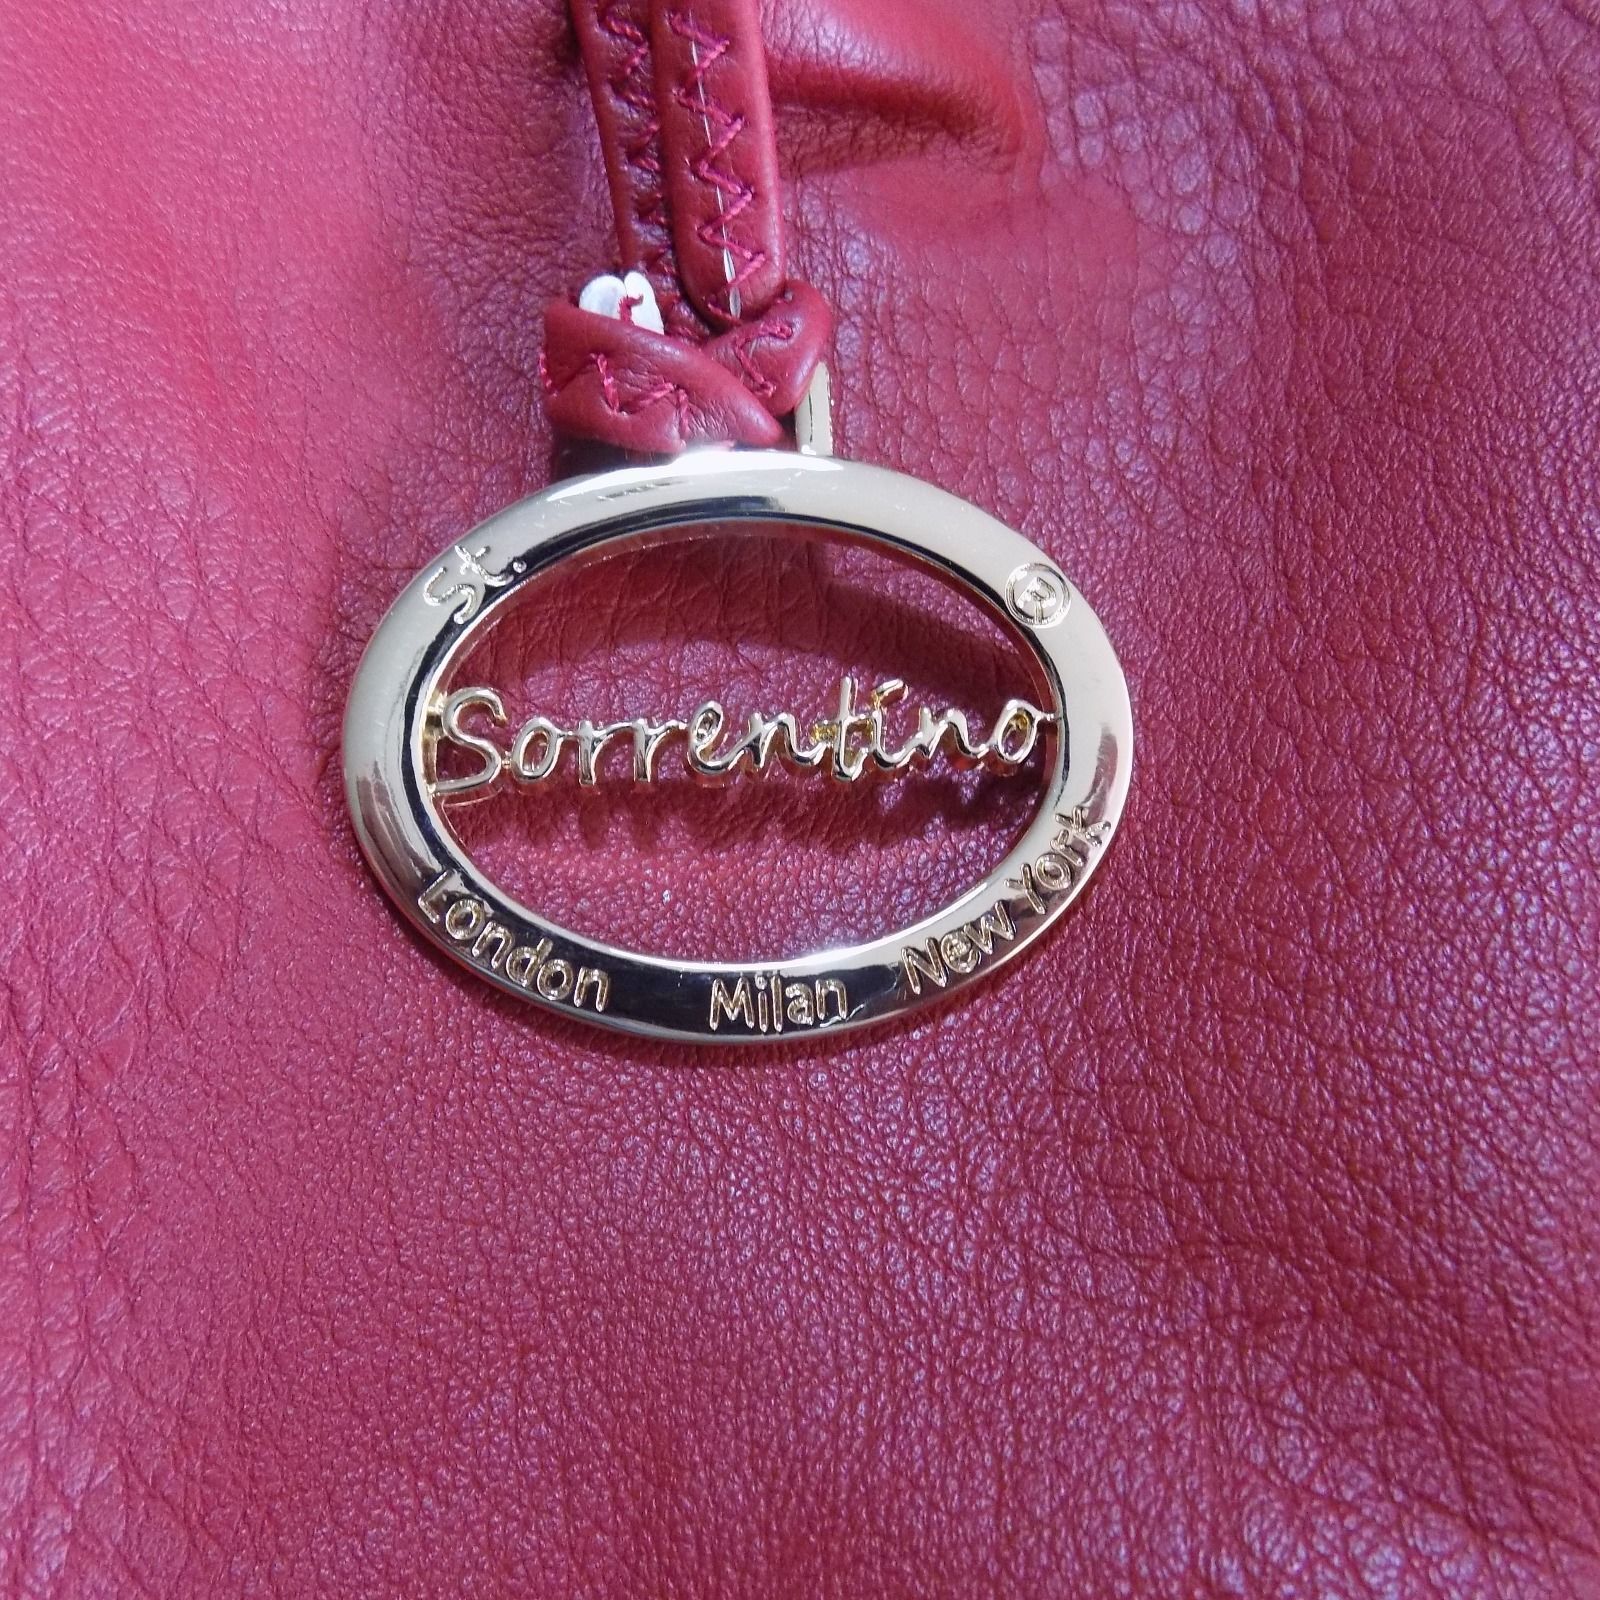 St. ®
Sorrentino
London Milan New York